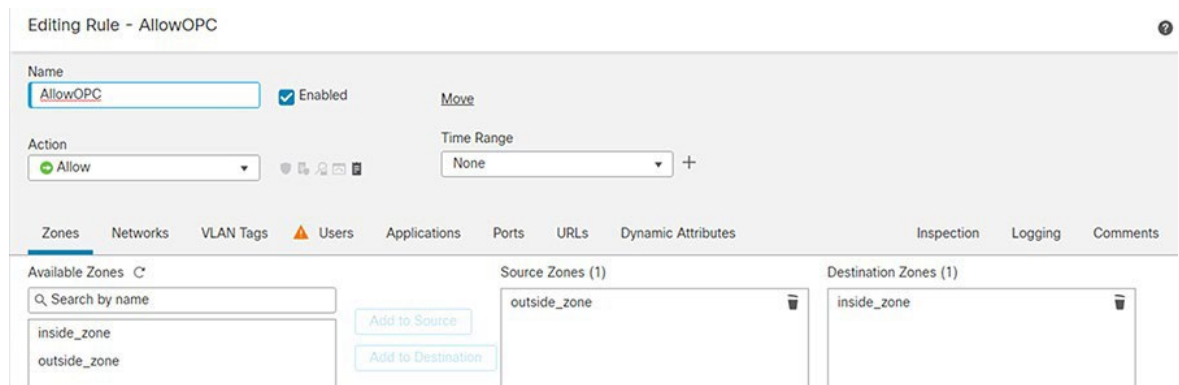 Editing Rule - AllowOPC
Name
AllowOPC
Enabled
Move
Action
Allow
Time Range
None
Zones Networks VLAN Tags Users Applications Ports URLs Dynamic Attributes Inspection Logging Comments
Available Zones
Source Zones (1)
Destination Zones (1)
Search by name
inside_zone
outside_zone
Add to Source
Add to Destination
outside_zone
inside_zone